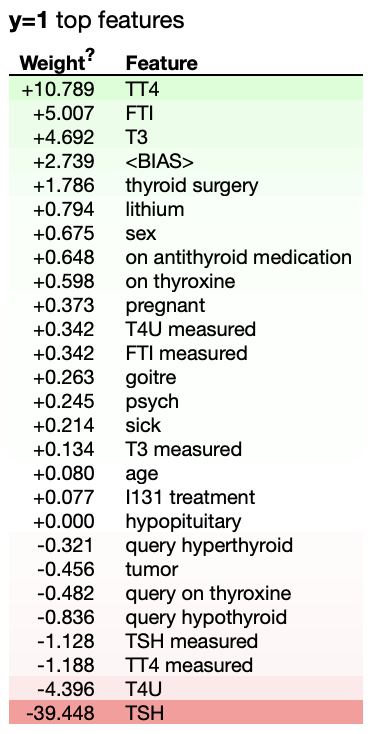 y=1 top features
Weight? Feature
+10.789 TT4
+5.007 FTI
+4.692 T3
+2.739 <BIAS>
+1.786 thyroid surgery
+0.794 lithium
+0.675 sex
+0.648 on antithyroid medication
+0.598 on thyroxine
+0.373 pregnant
+0.342 T4U measured
+0.342 FTI measured
+0.263 goitre
+0.245 psych
+0.214 sick
+0.134 T3 measured
+0.080 age
+0.077 I131 treatment
+0.000 hypopituitary
-0.321 query hyperthyroid
-0.456 tumor
-0.482 query on thyroxine
-0.836 query hypothyroid
-1.128 TSH measured
-1.188 TT4 measured
-4.396 T4U
-39.448 TSH